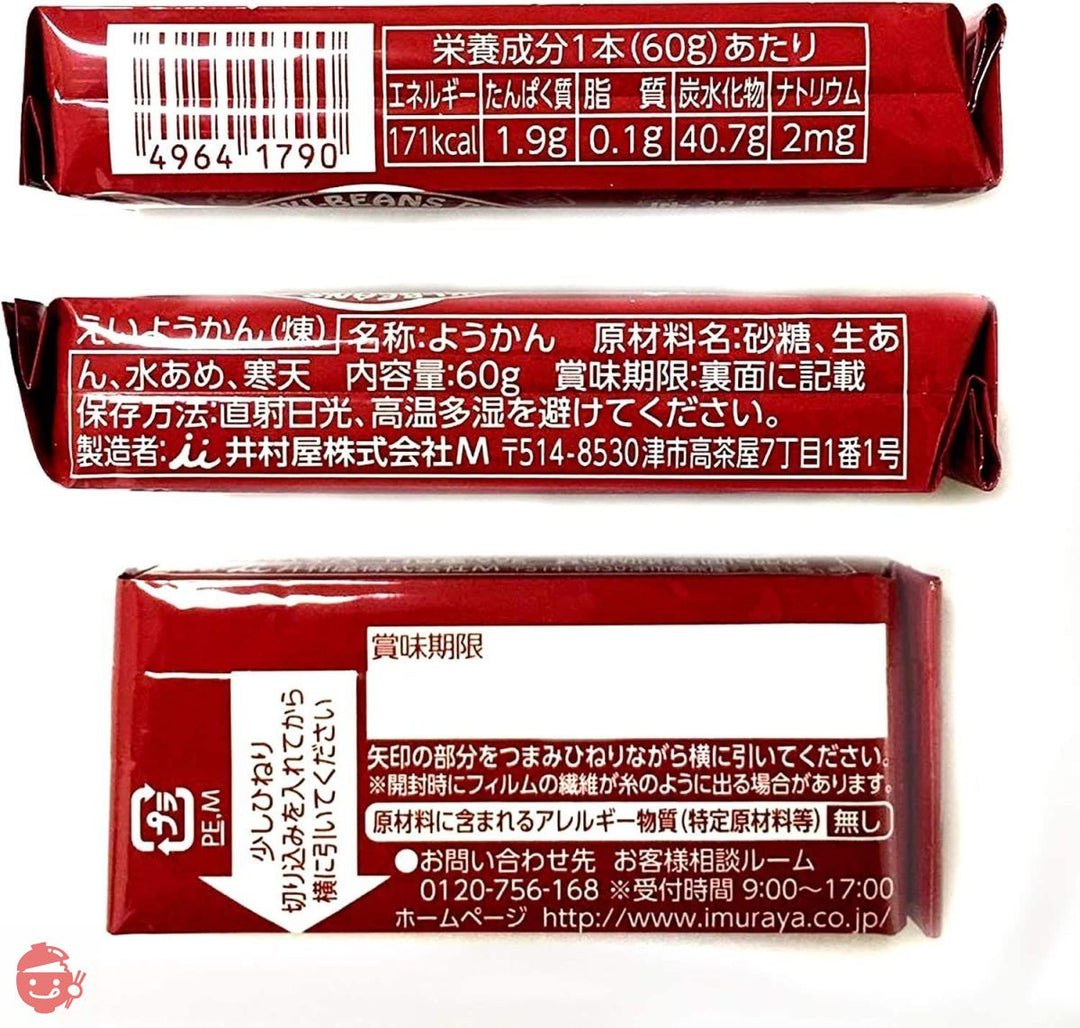 4964 1790
栄養成分1本(60g)あたり
エネルギー たんぱく質 脂 質 炭水化物 ナトリウム
171kcal 1.9g 0.1g 40.7g 2mg
BEANS
えいようかん(煉) 名称:ようかん 原材料名:砂糖、生あ
ん、水あめ、寒天 内容量:60g 賞味期限:裏面に記載
保存方法:直射日光、高温多湿を避けてください。
製造者: 井村屋株式会社M 〒514-8530津市高茶屋7丁目1番1号
賞味期限
少しひねり
切り込みを入れてから
横に引いてください
矢印の部分をつまみひねりながら横に引いてください。
※開封時にフィルムの繊維が糸のように出る場合があります。
プラ
PE,M
原材料に含まれるアレルギー物質(特定原材料等) 無し
●お問い合わせ先 お客様相談ルーム
0120-756-168 ※受付時間 9:00〜17:00
ホームページ http://www.imuraya.co.jp/